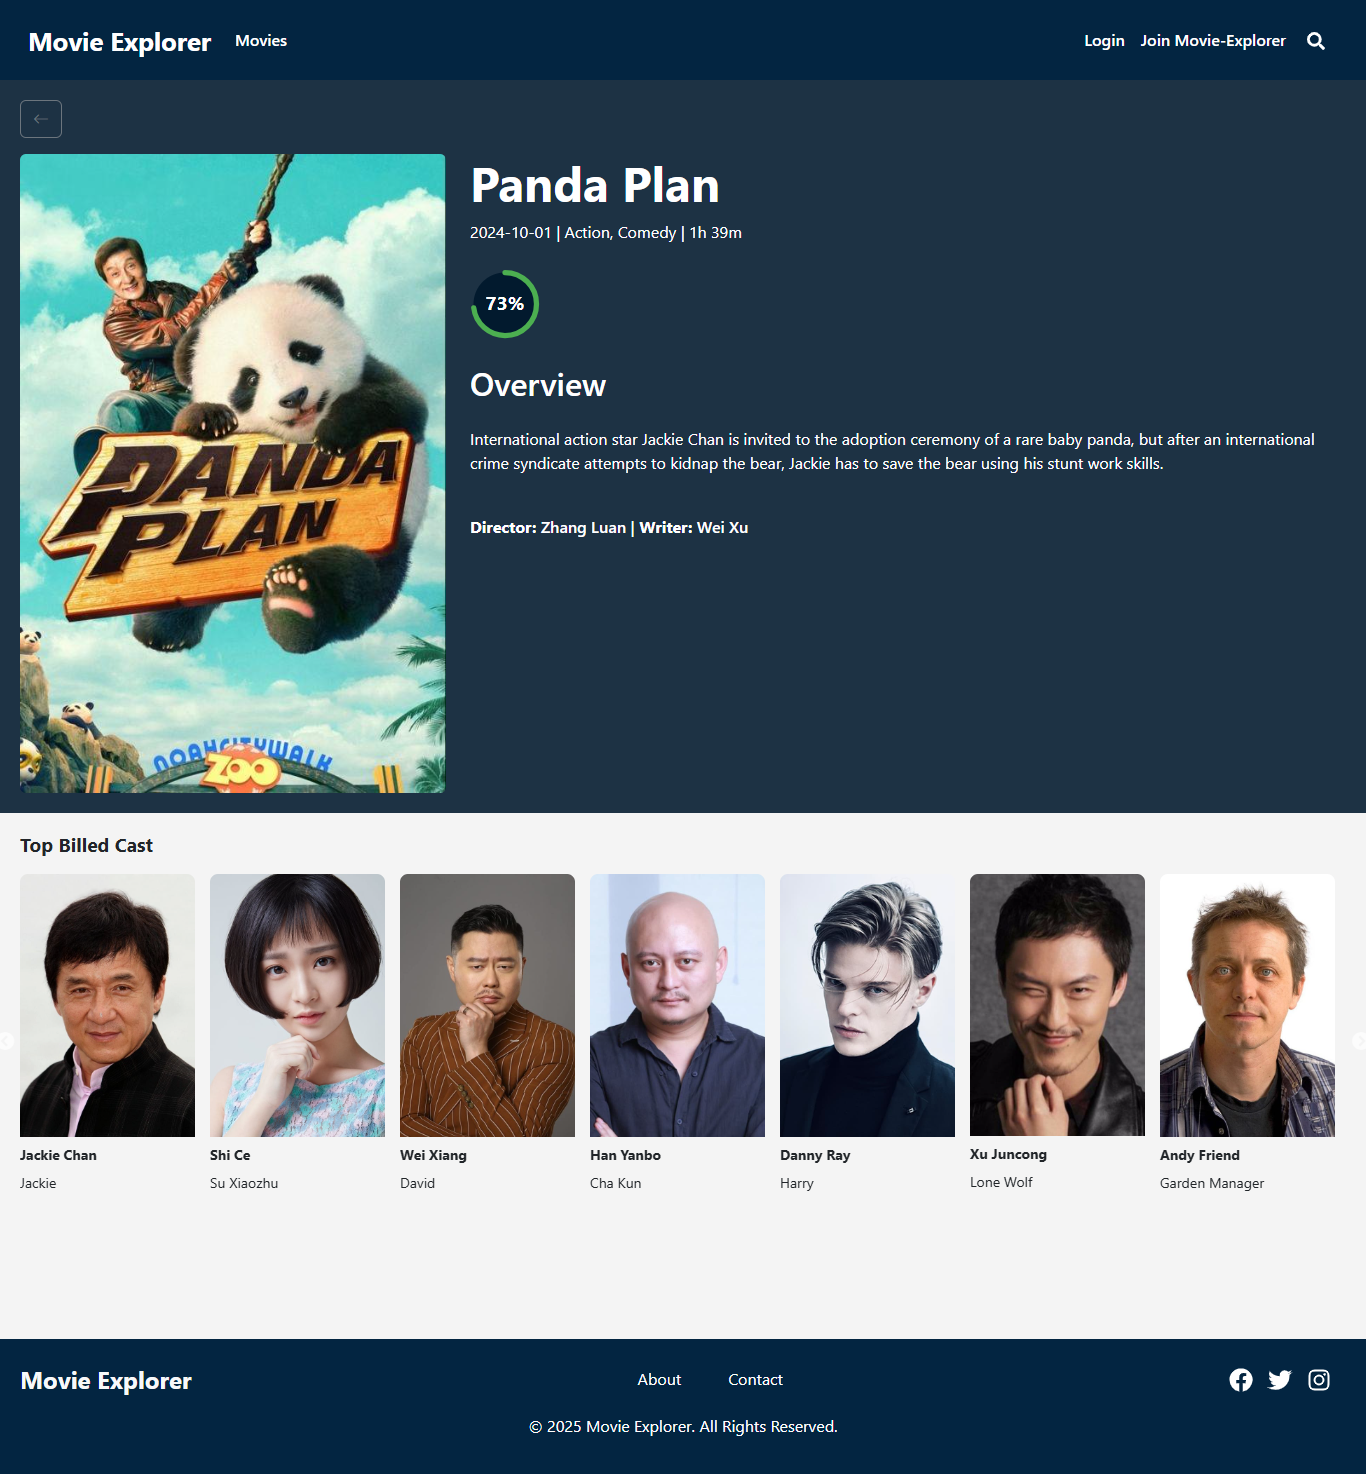 Movie Explorer Movies Login Join Movie-Explorer
Panda Plan
2024-10-01 | Action, Comedy | 1h 39m
73%
Overview
International action star Jackie Chan is invited to the adoption ceremony of a rare baby panda, but after an international
crime syndicate attempts to kidnap the bear, Jackie has to save the bear using his stunt work skills.
Director: Zhang Luan | Writer: Wei Xu
PANDA
PLAN
NOAHCITYWALK
ZOO
Top Billed Cast
Jackie Chan
Jackie
Shi Ce
Su Xiaozhu
Wei Xiang
David
Han Yanbo
Cha Kun
Danny Ray
Harry
Xu Juncong
Lone Wolf
Andy Friend
Garden Manager
Movie Explorer About Contact
© 2025 Movie Explorer. All Rights Reserved.